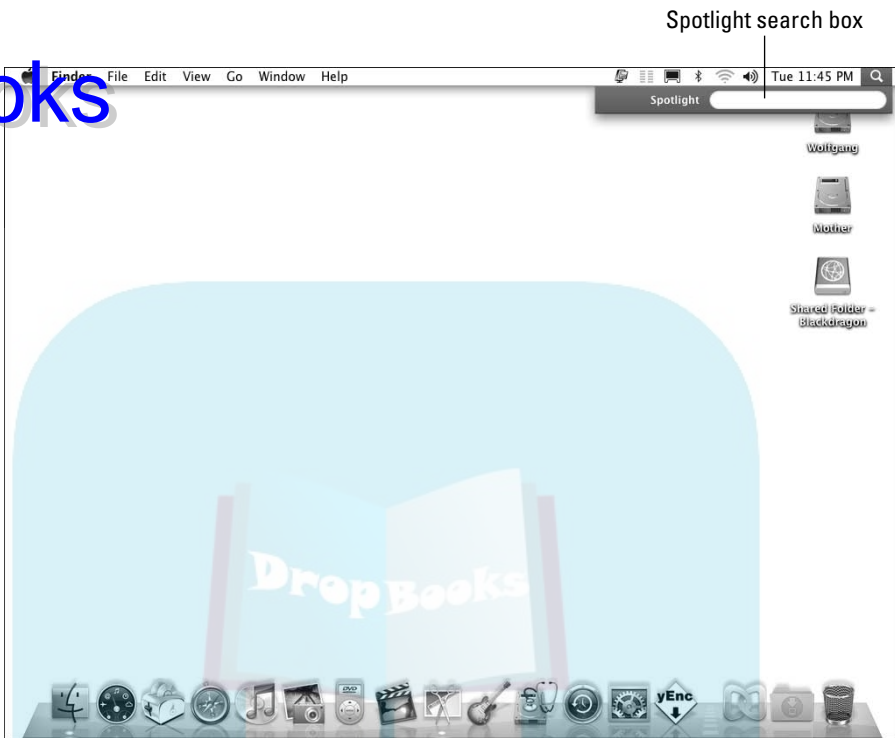 Spotlight search box
oks
Finder File Edit View Go Window Help Tue 11:45 PM
Spotlight
Wolfgang
Mother
Shared Folder –
Blackdragon
DropBooks
DVD
yEnc